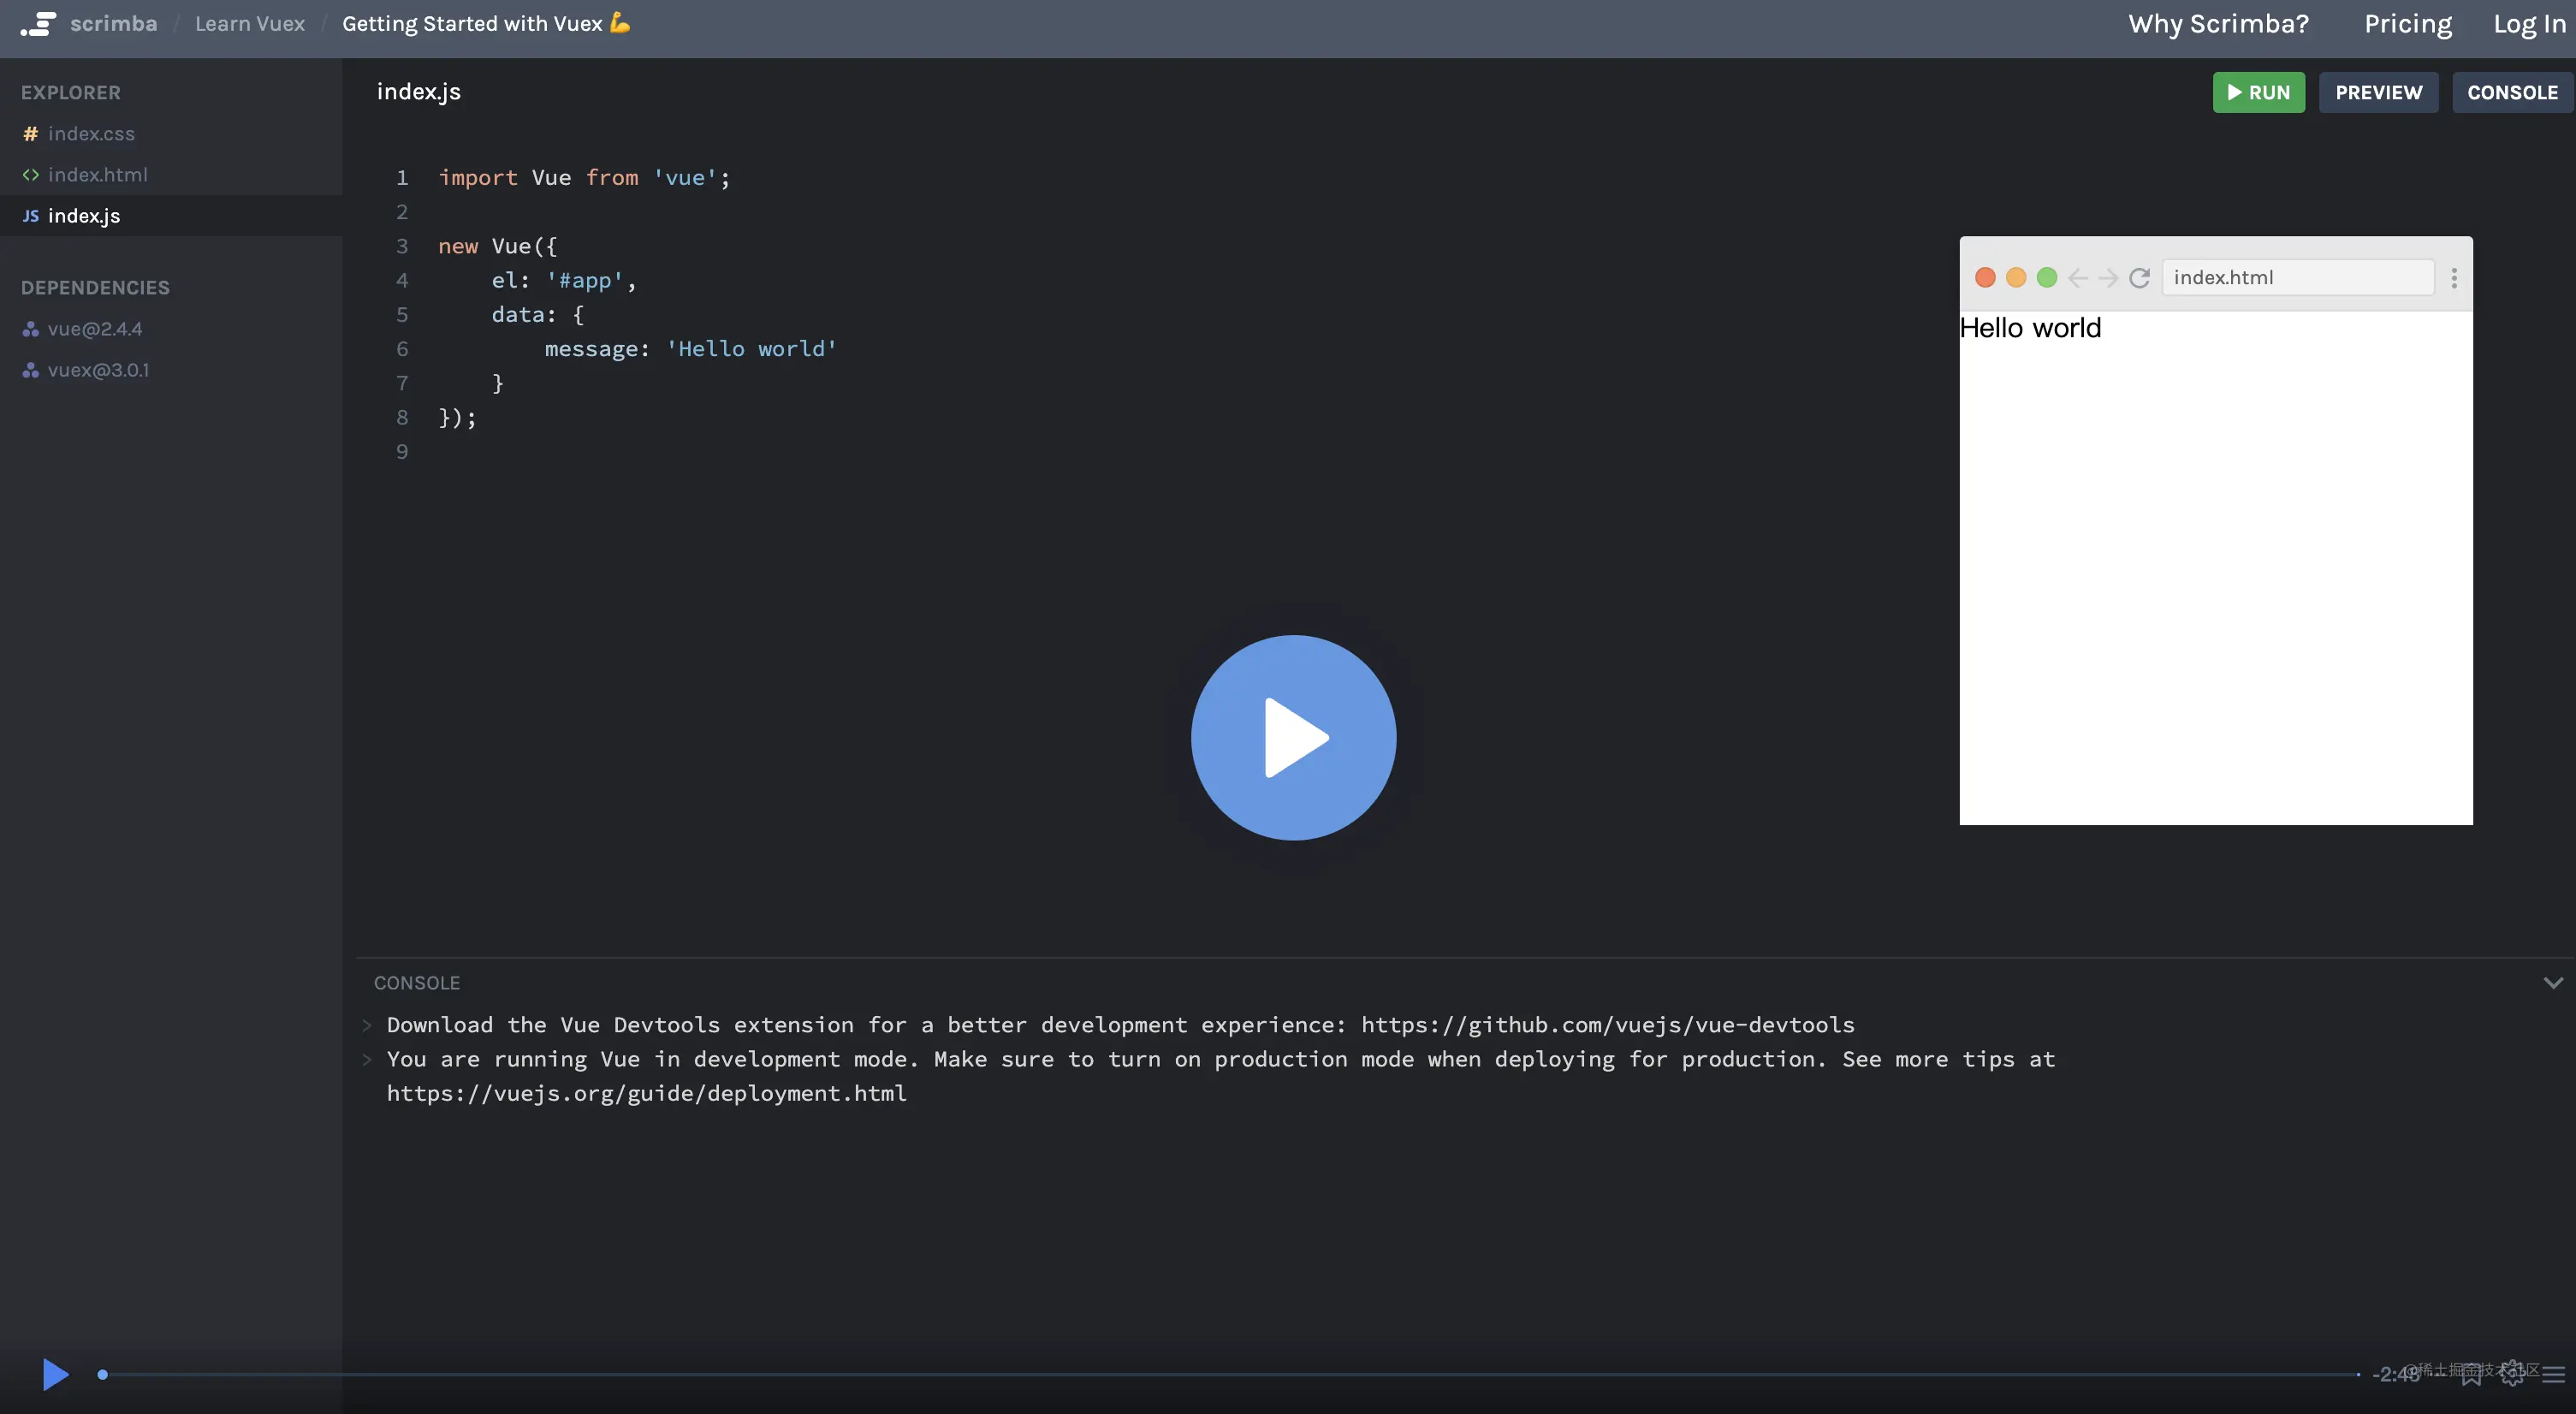 scrimba / Learn Vuex / Getting Started with Vuex 💪
Why Scrimba? Pricing Log In
EXPLORER
# index.css
<> index.html
JS index.js
DEPENDENCIES
vue@2.4.4
vuex@3.0.1
index.js
RUN PREVIEW CONSOLE
1 import Vue from 'vue';
2
3 new Vue({
4     el: '#app',
5     data: {
6         message: 'Hello world'
7     }
8 });
9
index.html
Hello world
CONSOLE
> Download the Vue Devtools extension for a better development experience: https://github.com/vuejs/vue-devtools
> You are running Vue in development mode. Make sure to turn on production mode when deploying for production. See more tips at
https://vuejs.org/guide/deployment.html
@稀土掘金技术社区